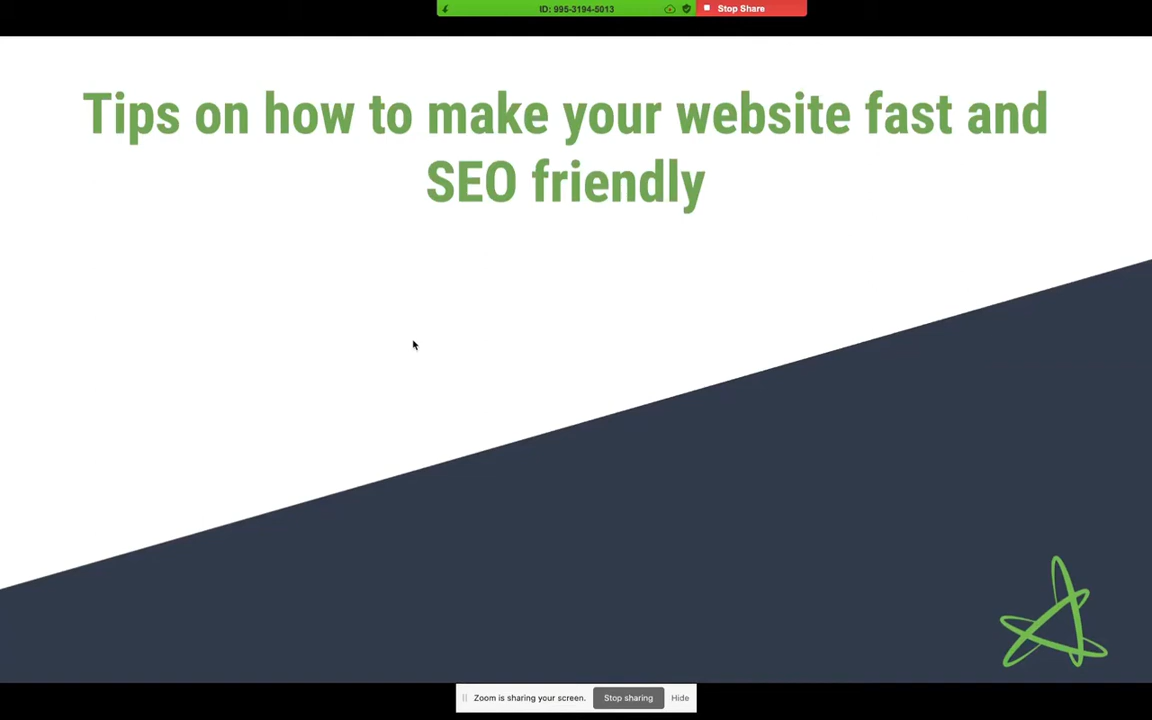 ID: 995-3194-5013
Stop Share
Tips on how to make your website fast and
SEO friendly
Zoom is sharing your screen.
Stop sharing
Hide